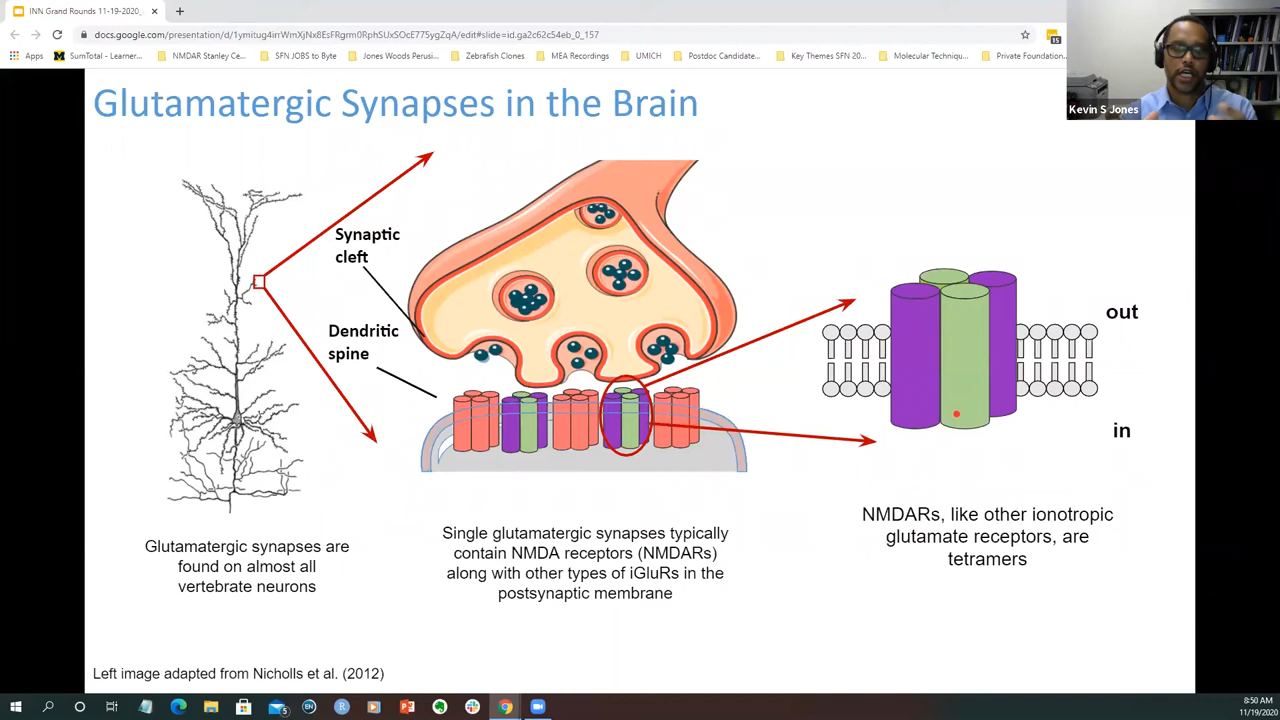 INN Grand Rounds 11-19-2020_
docs.google.com/presentation/d/1ymitug4irrWmXjNx8EsFRgrm0RphSUxSOcE775ygZqA/edit#slide=id.ga2c62c54eb_0_157
15
Apps
SumTotal - Learner...
NMDAR Stanley Ce...
SFN JOBS to Byte
Jones Woods Perusi...
Zebrafish Clones
MEA Recordings
UMICH
Postdoc Candidate...
Key Themes SFN 20...
Molecular Techniqu...
Private Foundation...
Kevin S Jones
Glutamatergic Synapses in the Brain
Synaptic
cleft
Dendritic
spine
out
in
Glutamatergic synapses are
found on almost all
vertebrate neurons
Single glutamatergic synapses typically
contain NMDA receptors (NMDARs)
along with other types of iGluRs in the
postsynaptic membrane
NMDARs, like other ionotropic
glutamate receptors, are
tetramers
Left image adapted from Nicholls et al. (2012)
8:50 AM
11/19/2020